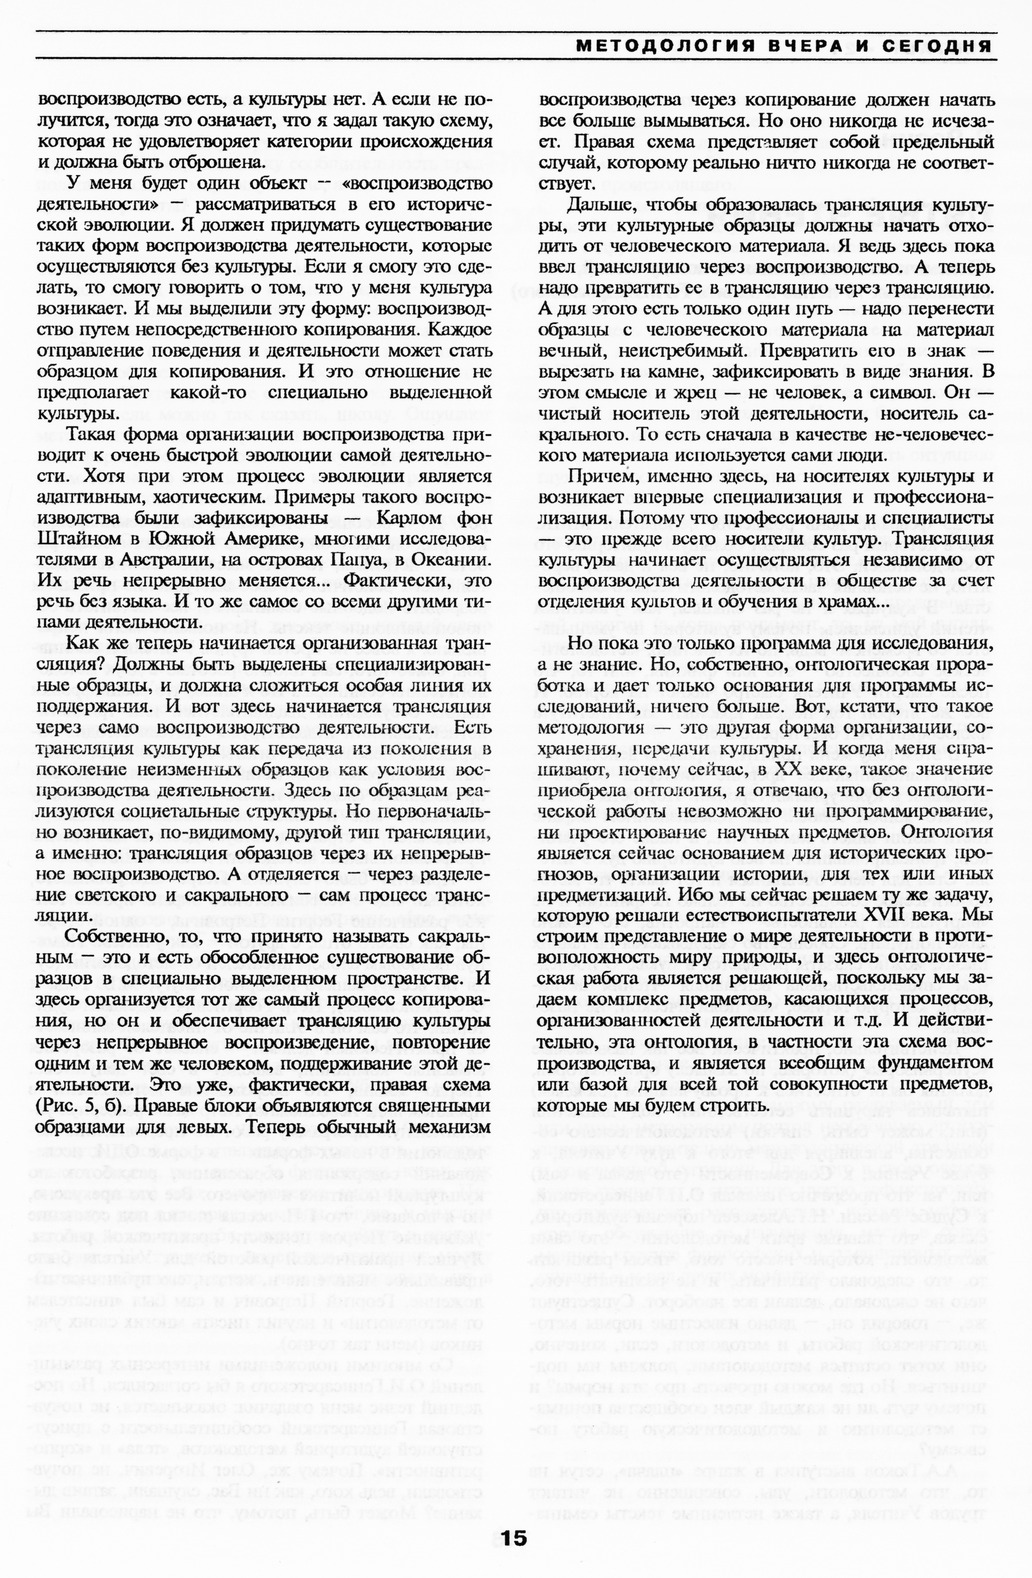 МЕТОДОЛОГИЯ ВЧЕРА И СЕГОДНЯ
воспроизводство есть, а культуры нет. А если не по-
лучится, тогда это означает, что я задал такую схему,
которая не удовлетворяет категории происхождения
и должна быть отброшена.
У меня будет один объект -- «воспроизводство
деятельности» — рассматриваться в его историче-
ской эволюции. Я должен придумать существование
таких форм воспроизводства деятельности, которые
осуществляются без культуры. Если я смогу это сде-
лать, то смогу говорить о том, что у меня культура
возникает. И мы выделили эту форму: воспроизвод-
ство путем непосредственного копирования. Каждое
отправление поведения и деятельности может стать
образцом для копирования. И это отношение не
предполагает какой-то специально выделенной
культуры.
Такая форма организации воспроизводства при-
водит к очень быстрой эволюции самой деятельно-
сти. Хотя при этом процесс эволюции является
адаптивным, хаотическим. Примеры такого воспро-
изводства были зафиксированы — Карлом фон
Штайном в Южной Америке, многими исследова-
телями в Австралии, на островах Папуа, в Океании.
Их речь непрерывно меняется... Фактически, это
речь без языка. И то же самое со всеми другими ти-
пами деятельности.
Как же теперь начинается организованная тран-
сляция? Должны быть выделены специализирован-
ные образцы, и должна сложиться особая линия их
поддержания. И вот здесь начинается трансляция
через само воспроизводство деятельности. Есть
трансляция культуры как передача из поколения в
поколение неизменных образцов как условия вос-
производства деятельности. Здесь по образцам реа-
лизуются социетальные структуры. Но первоначаль-
но возникает, по-видимому, другой тип трансляции,
а именно: трансляция образцов через их непрерыв-
ное воспроизводство. А отделяется — через разделе-
ние светского и сакрального — сам процесс транс-
ляции.
Собственно, то, что принято называть сакраль-
ным — это и есть обособленное существование об-
разцов в специально выделенном пространстве. И
здесь организуется тот же самый процесс копирова-
ния, но он и обеспечивает трансляцию культуры
через непрерывное воспроизведение, повторение
одним и тем же человеком, поддерживание этой де-
ятельности. Это уже, фактически, правая схема
(Рис. 5, б). Правые блоки объявляются священными
образцами для левых. Теперь обычный механизм
воспроизводства через копирование должен начать
все больше вымываться. Но оно никогда не исчеза-
ет. Правая схема представляет собой предельный
случай, которому реально ничто никогда не соответ-
ствует.
Дальше, чтобы образовалась трансляция культу-
ры, эти культурные образцы должны начать отхо-
дить от человеческого материала. Я ведь здесь пока
ввел трансляцию через воспроизводство. А теперь
надо превратить ее в трансляцию через трансляцию.
А для этого есть только один путь — надо перенести
образцы с человеческого материала на материал
вечный, неистребимый. Превратить его в знак —
вырезать на камне, зафиксировать в виде знания. В
этом смысле и жрец — не человек, а символ. Он —
чистый носитель этой деятельности, носитель са-
крального. То есть сначала в качестве не-человечес-
кого материала используется сами люди.
Причем, именно здесь, на носителях культуры и
возникает впервые специализация и профессиона-
лизация. Потому что профессионалы и специалисты
— это прежде всего носители культур. Трансляция
культуры начинает осуществляться независимо от
воспроизводства деятельности в обществе за счет
отделения культов и обучения в храмах...
Но пока это только программа для исследования,
а не знание. Но, собственно, онтологическая прора-
ботка и дает только основания для программы ис-
следований, ничего больше. Вот, кстати, что такое
методология — это другая форма организации, со-
хранения, передачи культуры. И когда меня спра-
шивают, почему сейчас, в XX веке, такое значение
приобрела онтология, я отвечаю, что без онтологи-
ческой работы невозможно ни программирование,
ни проектирование научных предметов. Онтология
является сейчас основанием для исторических про-
гнозов, организации истории, для тех или иных
предметизаций. Ибо мы сейчас решаем ту же задачу,
которую решали естествоиспытатели XVII века. Мы
строим представление о мире деятельности в проти-
воположность миру природы, и здесь онтологиче-
ская работа является решающей, поскольку мы за-
даем комплекс предметов, касающихся процессов,
организованностей деятельности и т.д. И действи-
тельно, эта онтология, в частности эта схема вос-
производства, и является всеобщим фундаментом
или базой для всей той совокупности предметов,
которые мы будем строить.
15